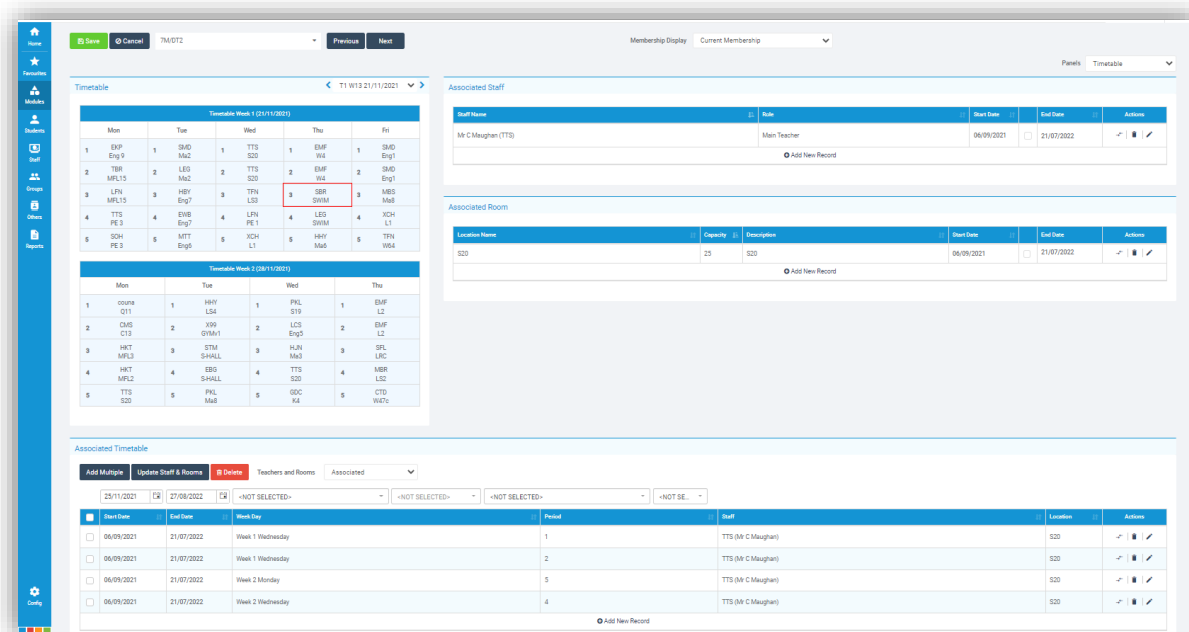 Home
Favourites
Modules
Students
Staff
Groups
Others
Reports
Config
Save Cancel 7M/DT2 Previous Next Membership Display Current Membership
Panels Timetable
Timetable T1 W13 21/11/2021
Timetable Week 1 (21/11/2021)
Mon Tue Wed Thu Fri
1 EKP 1 SMD 1 TTS 1 EMF 1 SMD
Eng 9 Ma2 S20 W4 Eng1
2 TBR 2 LEG 2 TTS 2 EMF 2 SMD
MFL15 Ma2 S20 W4 Eng1
3 LFN 3 HBY 3 TFN 3 SBR 3 MBS
MFL15 Eng7 LS3 SWIM Ma8
4 TTS 4 EWB 4 LFN 4 LEG 4 XCH
PE 3 Eng7 PE 1 SWIM L1
5 SOH 5 MTT 5 XCH 5 HHY 5 TFN
PE 3 Eng6 L1 Ma6 W64
Timetable Week 2 (28/11/2021)
Mon Tue Wed Thu
1 couna 1 HHY 1 PKL 1 EMF
Q11 LS4 S19 L2
2 CMS 2 X99 2 LCS 2 EMF
C13 GYMv1 Eng5 L2
3 HKT 3 STM 3 HJN 3 SFL
MFL3 S-HALL Ma3 LRC
4 HKT 4 EBG 4 TTS 4 MBR
MFL2 S-HALL S20 LS2
5 TTS 5 PKL 5 GDC 5 CTD
S20 Ma8 K4 W47c
Associated Staff
Staff Name Role Start Date End Date Actions
Mr C Maughan (TTS) Main Teacher 06/09/2021 21/07/2022
Add New Record
Associated Room
Location Name Capacity Description Start Date End Date Actions
S20 25 S20 06/09/2021 21/07/2022
Add New Record
Associated Timetable
Add Multiple Update Staff & Rooms Delete Teachers and Rooms Associated
25/11/2021 27/08/2022 <NOT SELECTED> <NOT SELECTED> <NOT SELECTED> <NOT SE...
Start Date End Date Week Day Period Staff Location Actions
06/09/2021 21/07/2022 Week 1 Wednesday 1 TTS (Mr C Maughan) S20
06/09/2021 21/07/2022 Week 1 Wednesday 2 TTS (Mr C Maughan) S20
06/09/2021 21/07/2022 Week 2 Monday 5 TTS (Mr C Maughan) S20
06/09/2021 21/07/2022 Week 2 Wednesday 4 TTS (Mr C Maughan) S20
Add New Record